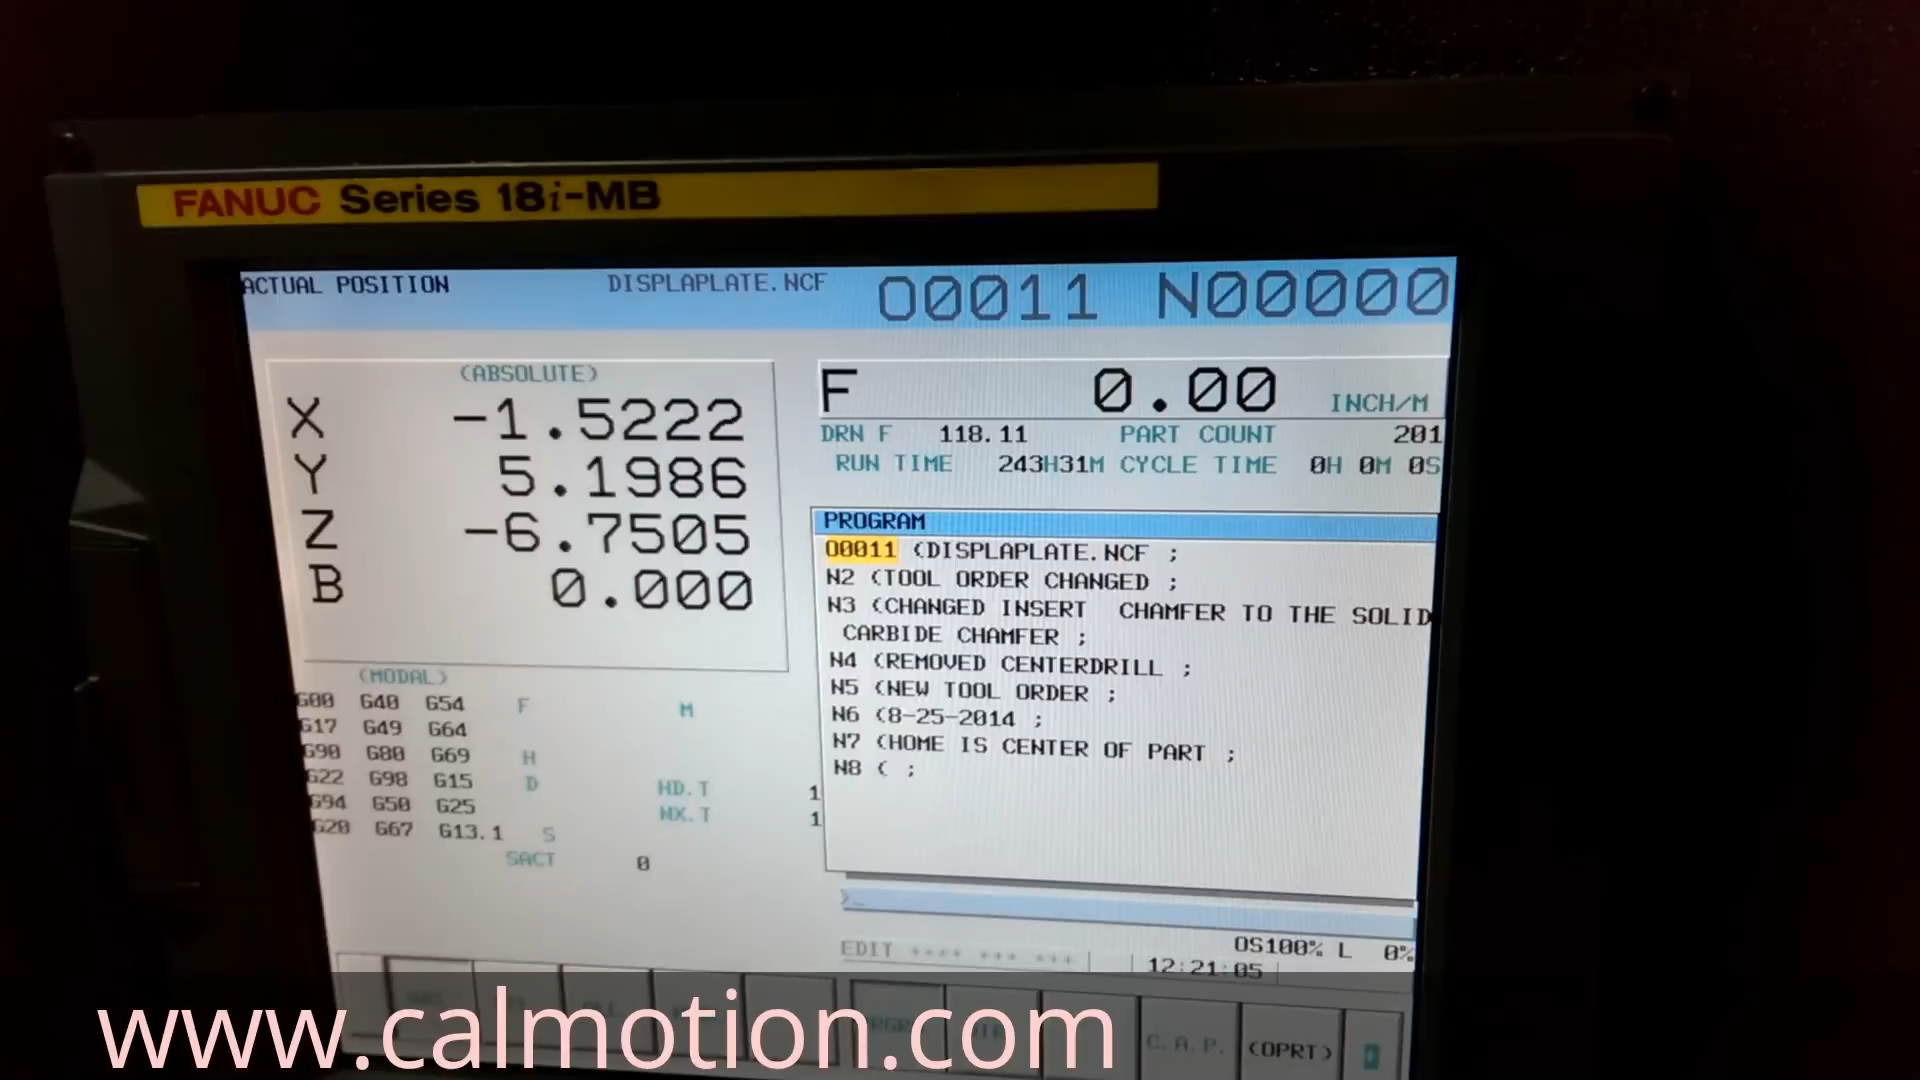 FANUC Series 18i-MB
ACTUAL POSITION DISPLAPLATE.NCF O0011 N00000
(ABSOLUTE)
X -1.5222
Y 5.1986
Z -6.7505
B 0.000
F 0.00 INCH/M
DRN F 118.11 PART COUNT 201
RUN TIME 243H31M CYCLE TIME 0H 0M 0S
PROGRAM
O0011 (DISPLAPLATE.NCF ;
N2 (TOOL ORDER CHANGED ;
N3 (CHANGED INSERT CHAMFER TO THE SOLID
CARBIDE CHAMFER ;
N4 (REMOVED CENTERDRILL ;
N5 (NEW TOOL ORDER ;
N6 (8-25-2014 ;
N7 (HOME IS CENTER OF PART ;
N8 ( ;
(MODAL)
G00 G40 G54 F M
G17 G49 G64
G90 G80 G69 H
G22 G98 G15 D HD.T 1
G94 G50 G25 NX.T 1
G20 G67 G13.1 S
SACT 0
>_
EDIT **** *** ***
OS100% L 0%
12:21:05
C.A.P. (OPRT)
www.calmotion.com